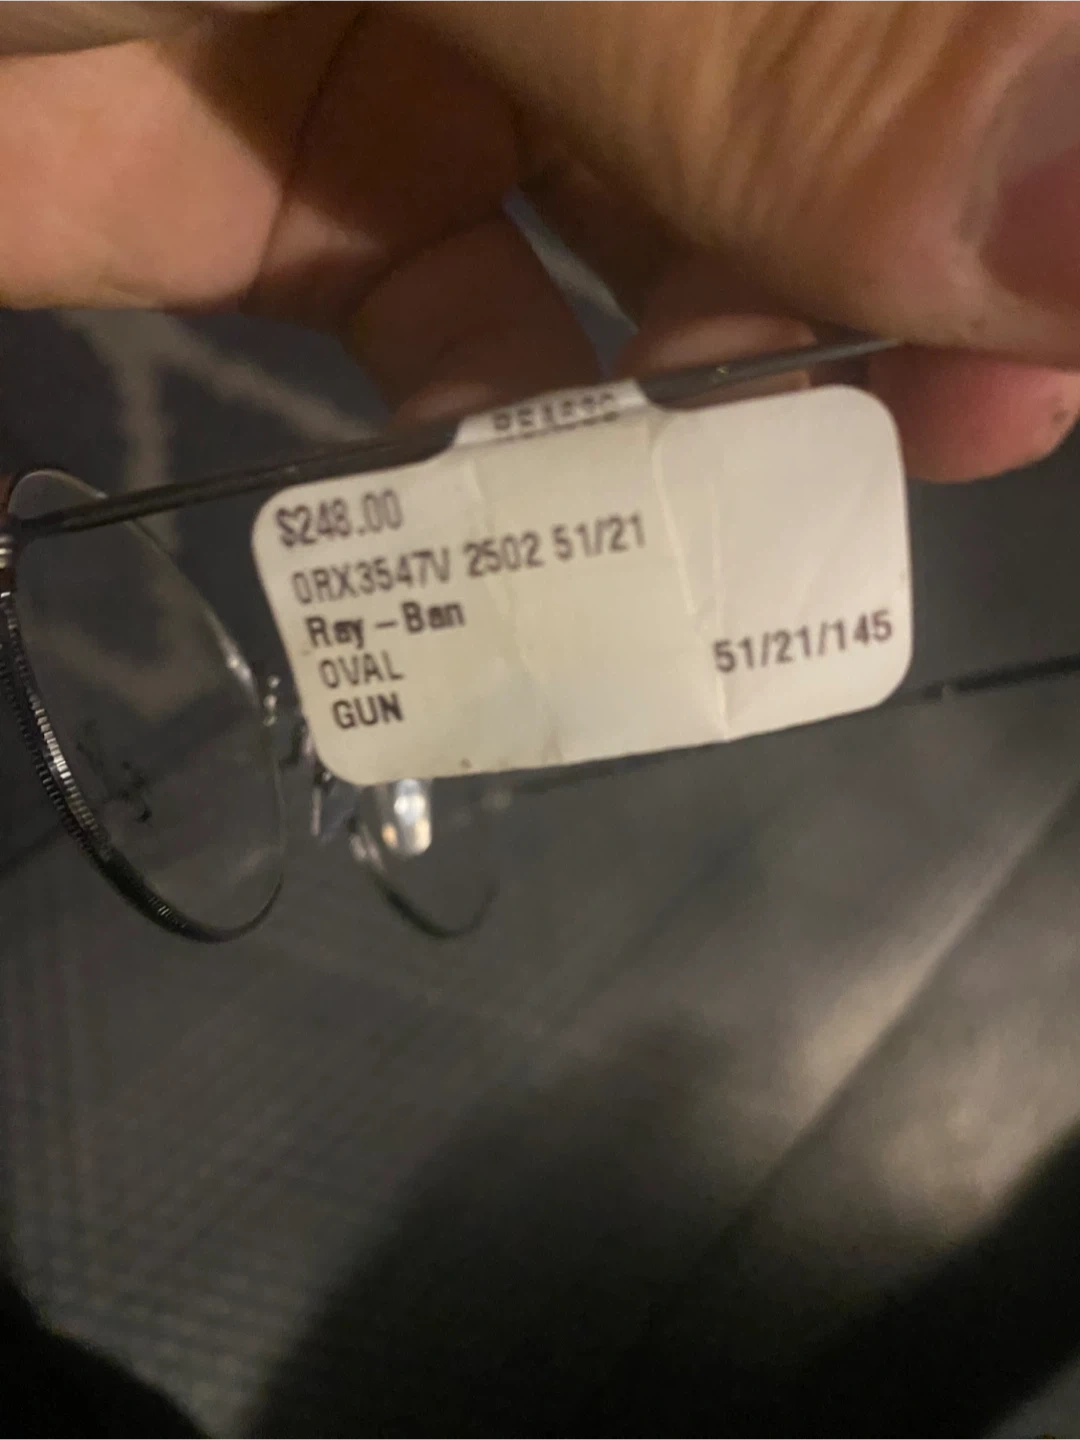 $248.00
0RX3547V 2502 51/21
Ray-Ban
OVAL
GUN
51/21/145